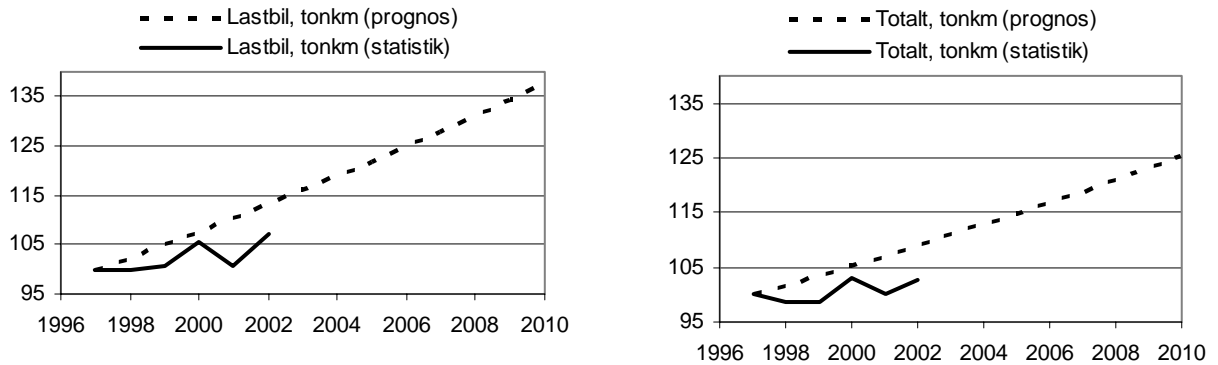 Lastbil, tonkm (prognos)
Lastbil, tonkm (statistik)
135
125
115
105
95
1996 1998 2000 2002 2004 2006 2008 2010
Totalt, tonkm (prognos)
Totalt, tonkm (statistik)
135
125
115
105
95
1996 1998 2000 2002 2004 2006 2008 2010